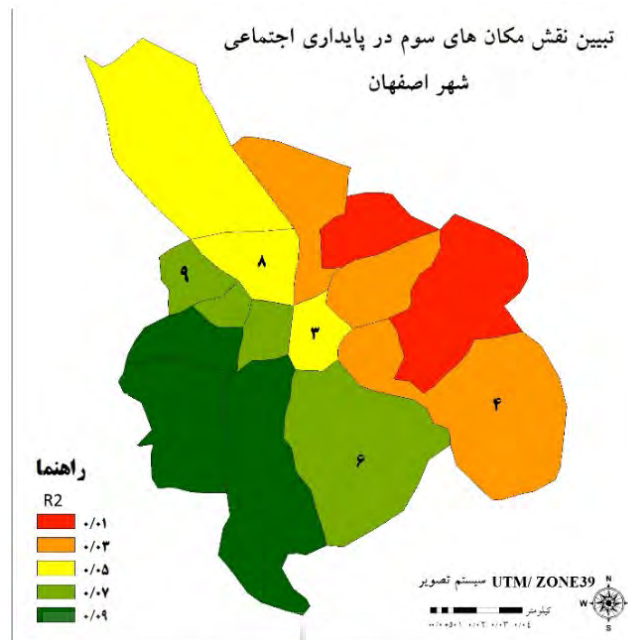 تبیین نقش مکان های سوم در پایداری اجتماعی
شهر اصفهان
۸
۹
۳
۴
۶
راهنما
R2
۰/۰۱
۰/۰۳
۰/۰۵
۰/۰۷
۰/۰۹
UTM/ ZONE39 سیستم تصویر
کیلومتر
N
W
E
S